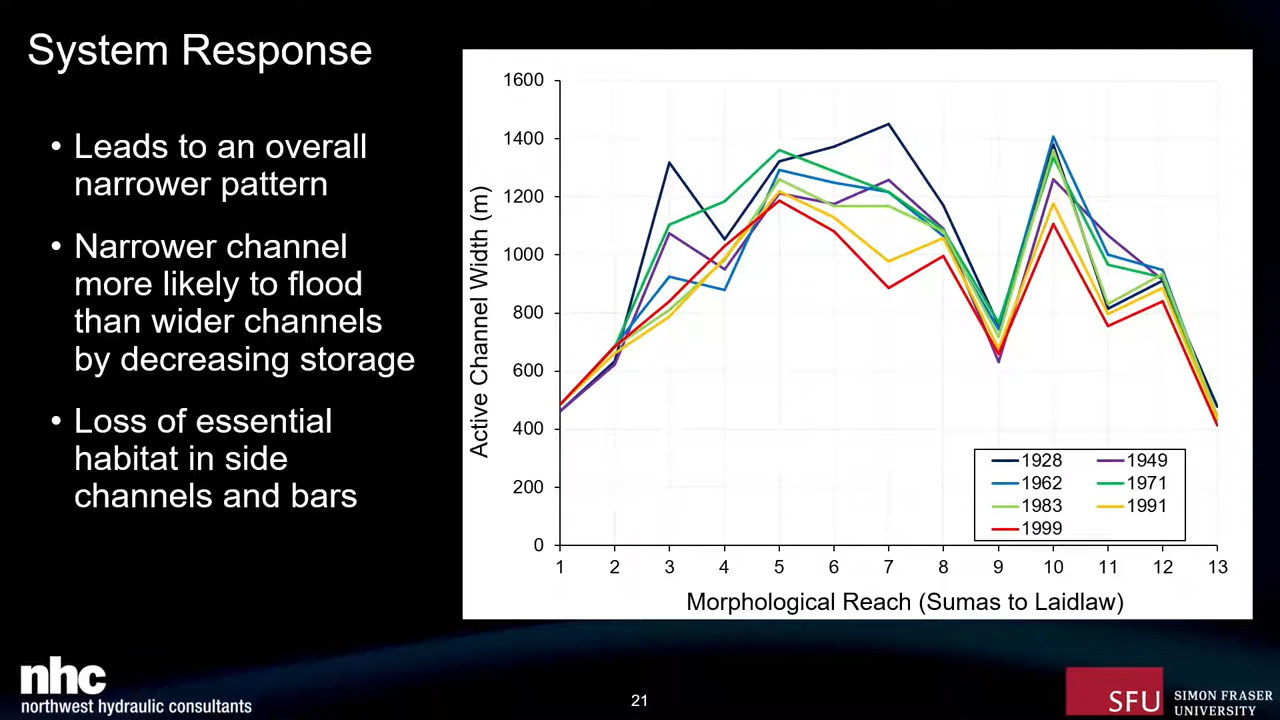 System Response
• Leads to an overall
narrower pattern
• Narrower channel
more likely to flood
than wider channels
by decreasing storage
• Loss of essential
habitat in side
channels and bars
Active Channel Width (m)
1600
1400
1200
1000
800
600
400
200
0
1 2 3 4 5 6 7 8 9 10 11 12 13
Morphological Reach (Sumas to Laidlaw)
1928 1949
1962 1971
1983 1991
1999
nhc
northwest hydraulic consultants
21
SFU
SIMON FRASER
UNIVERSITY